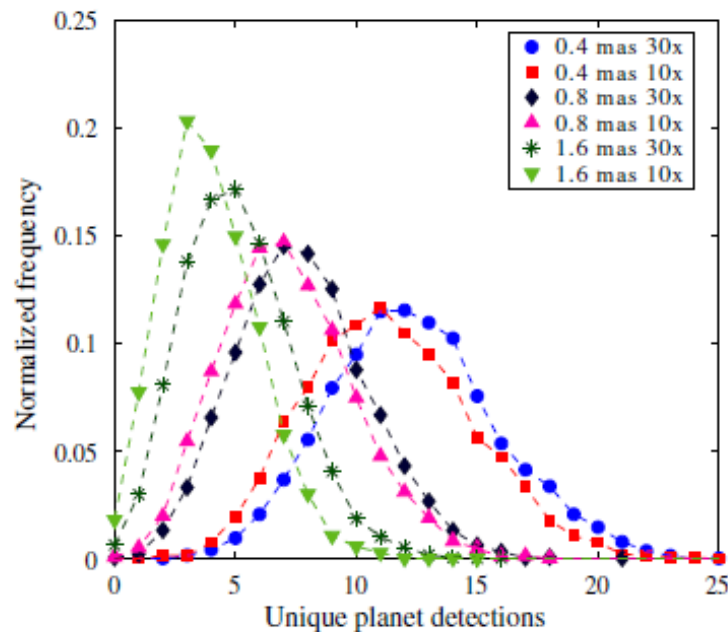 0.25
0.2
0.15
0.1
0.05
0
Normalized frequency
0.4 mas 30x
0.4 mas 10x
0.8 mas 30x
0.8 mas 10x
1.6 mas 30x
1.6 mas 10x
0 5 10 15 20 25
Unique planet detections